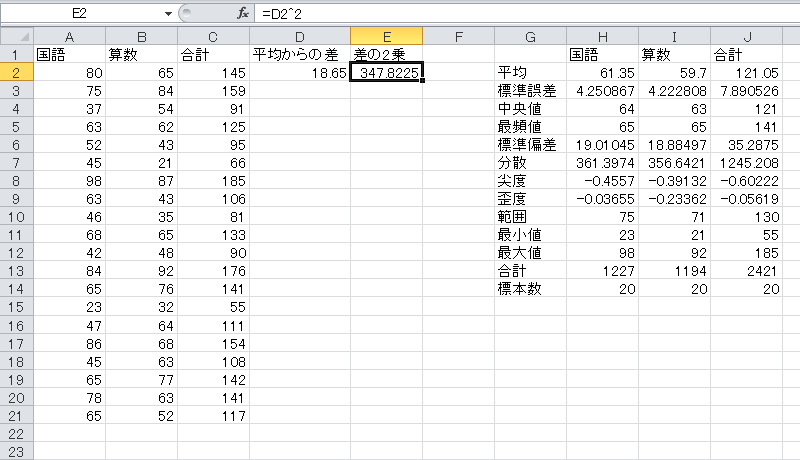 E2 fx =D2^2
A B C D E F G H I J
1 国語 算数 合計 平均からの差 差の2乗 国語 算数 合計
2 80 65 145 18.65 347.8225 平均 61.35 59.7 121.05
3 75 84 159 標準誤差 4.250867 4.222808 7.890526
4 37 54 91 中央値 64 63 121
5 63 62 125 最頻値 65 65 141
6 52 43 95 標準偏差 19.01045 18.88497 35.2875
7 45 21 66 分散 361.3974 356.6421 1245.208
8 98 87 185 尖度 -0.4557 -0.39132 -0.60222
9 63 43 106 歪度 -0.03655 -0.23362 -0.05619
10 46 35 81 範囲 75 71 130
11 68 65 133 最小値 23 21 55
12 42 48 90 最大値 98 92 185
13 84 92 176 合計 1227 1194 2421
14 65 76 141 標本数 20 20 20
15 23 32 55
16 47 64 111
17 86 68 154
18 45 63 108
19 65 77 142
20 78 63 141
21 65 52 117
22
23